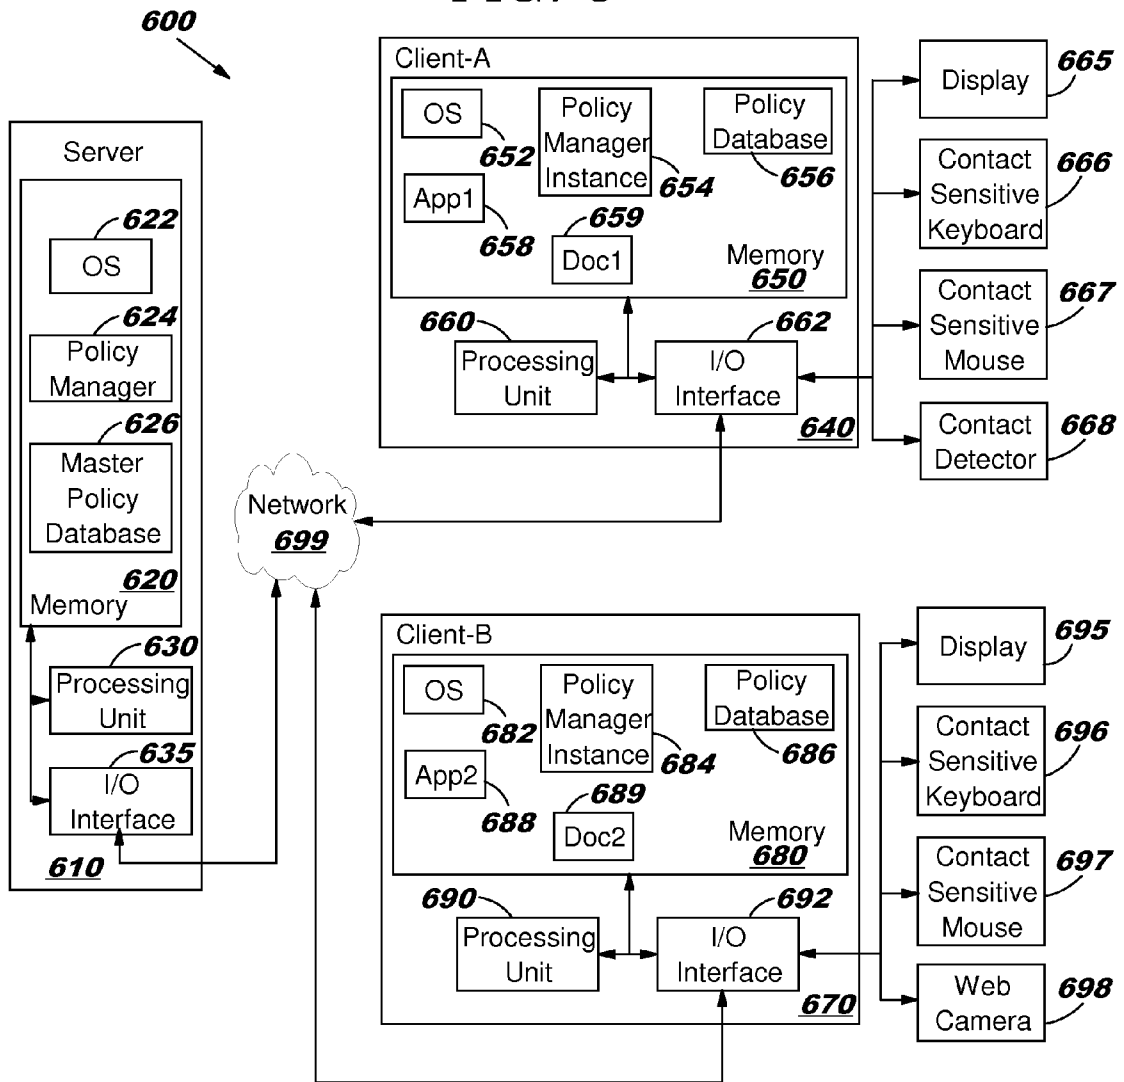 600
Server
622
OS
624
Policy
Manager
626
Master
Policy
Database
620
Memory
630
Processing
Unit
635
I/O
Interface
610
Network
699
Client-A
OS
652
Policy
Manager
Instance
654
Policy
Database
656
App1
658
659
Doc1
Memory
650
660
Processing
Unit
662
I/O
Interface
640
Display
665
Contact
Sensitive
Keyboard
666
Contact
Sensitive
Mouse
667
Contact
Detector
668
Client-B
OS
682
Policy
Manager
Instance
684
Policy
Database
686
App2
688
689
Doc2
Memory
680
690
Processing
Unit
692
I/O
Interface
670
Display
695
Contact
Sensitive
Keyboard
696
Contact
Sensitive
Mouse
697
Web
Camera
698